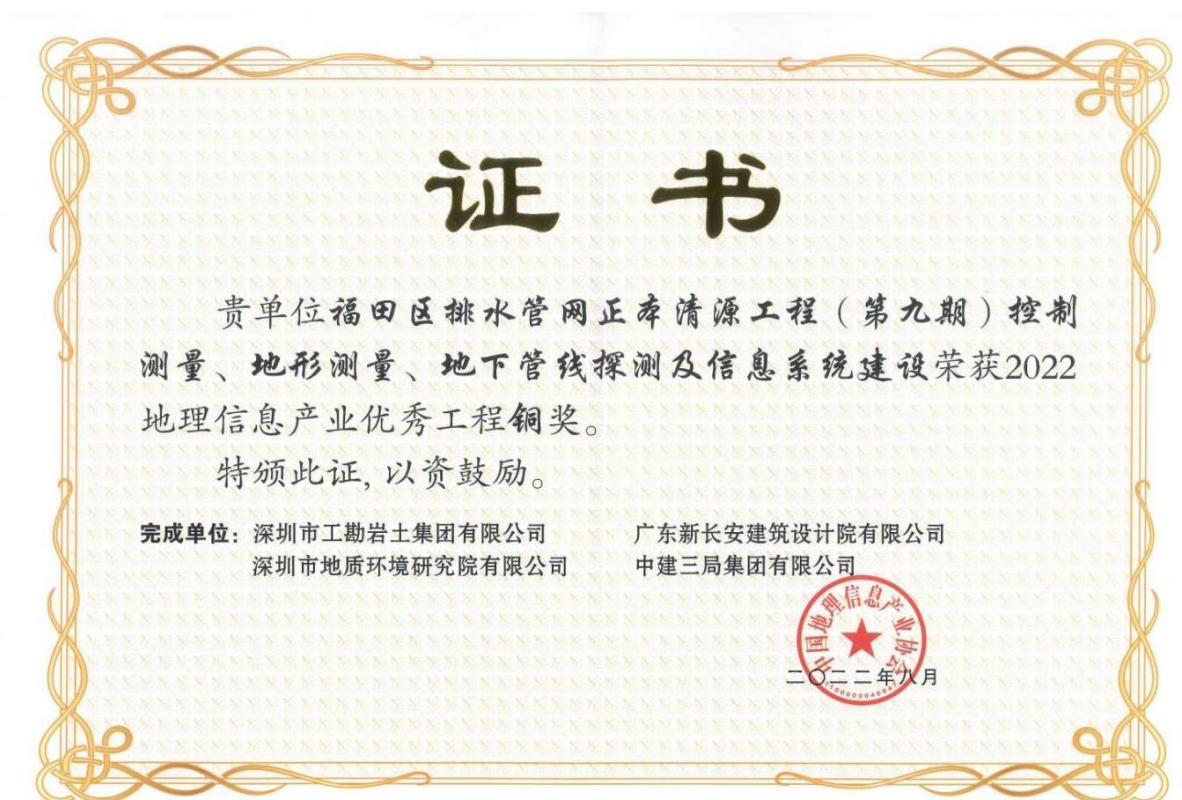 证 书
贵单位福田区排水管网正本清源工程（第九期）控制
测量、地形测量、地下管线探测及信息系统建设荣获2022
地理信息产业优秀工程铜奖。
特颁此证,以资鼓励。
完成单位：深圳市工勘岩土集团有限公司 广东新长安建筑设计院有限公司
深圳市地质环境研究院有限公司 中建三局集团有限公司
中国地理信息产业协会
二〇二二年八月